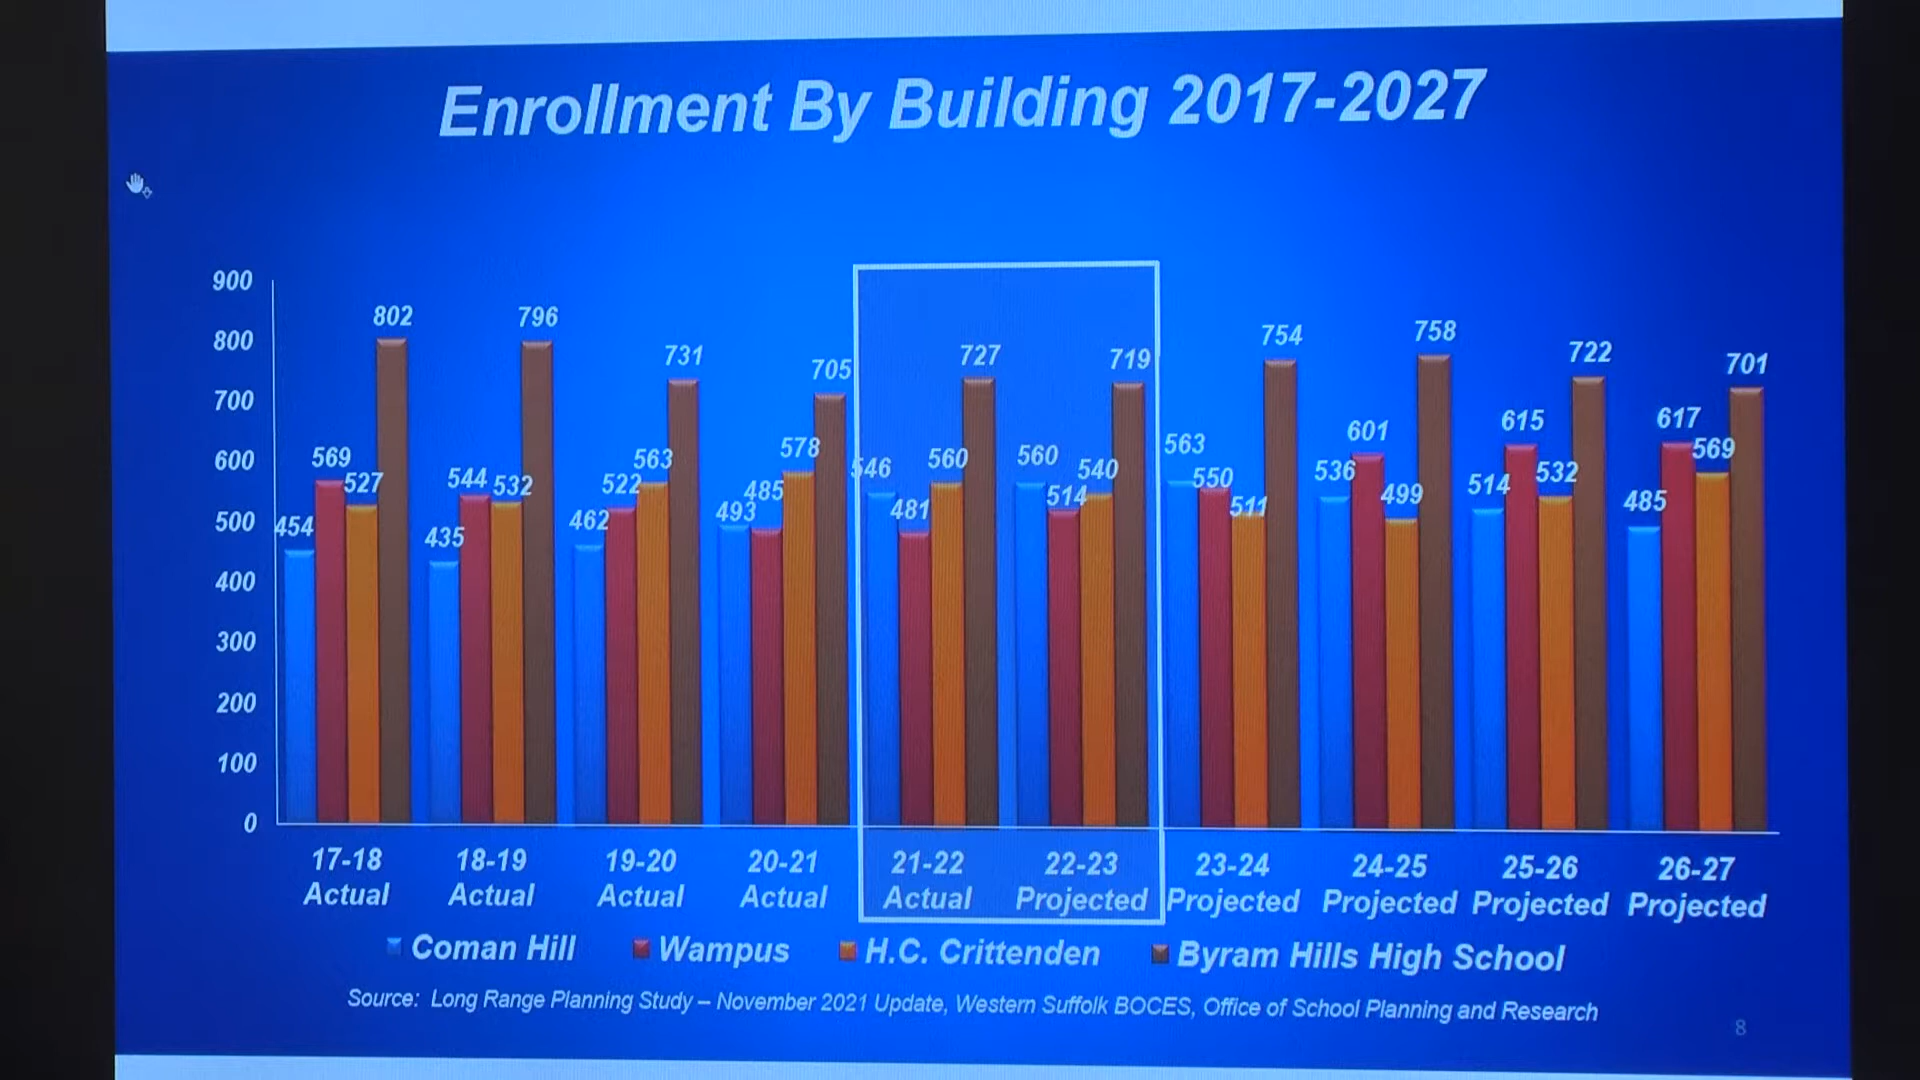 Enrollment By Building 2017-2027
900
800
700
600
500
400
300
200
100
0
454 569 527 802
435 544 532 796
462 522 563 731
493 485 578 705
546 481 560 727
560 514 540 719
563 550 511 754
536 601 499 758
514 615 532 722
485 617 569 701
17-18 18-19 19-20 20-21 21-22 22-23 23-24 24-25 25-26 26-27
Actual Actual Actual Actual Actual Projected Projected Projected Projected Projected
Coman Hill Wampus H.C. Crittenden Byram Hills High School
Source: Long Range Planning Study – November 2021 Update, Western Suffolk BOCES, Office of School Planning and Research
8